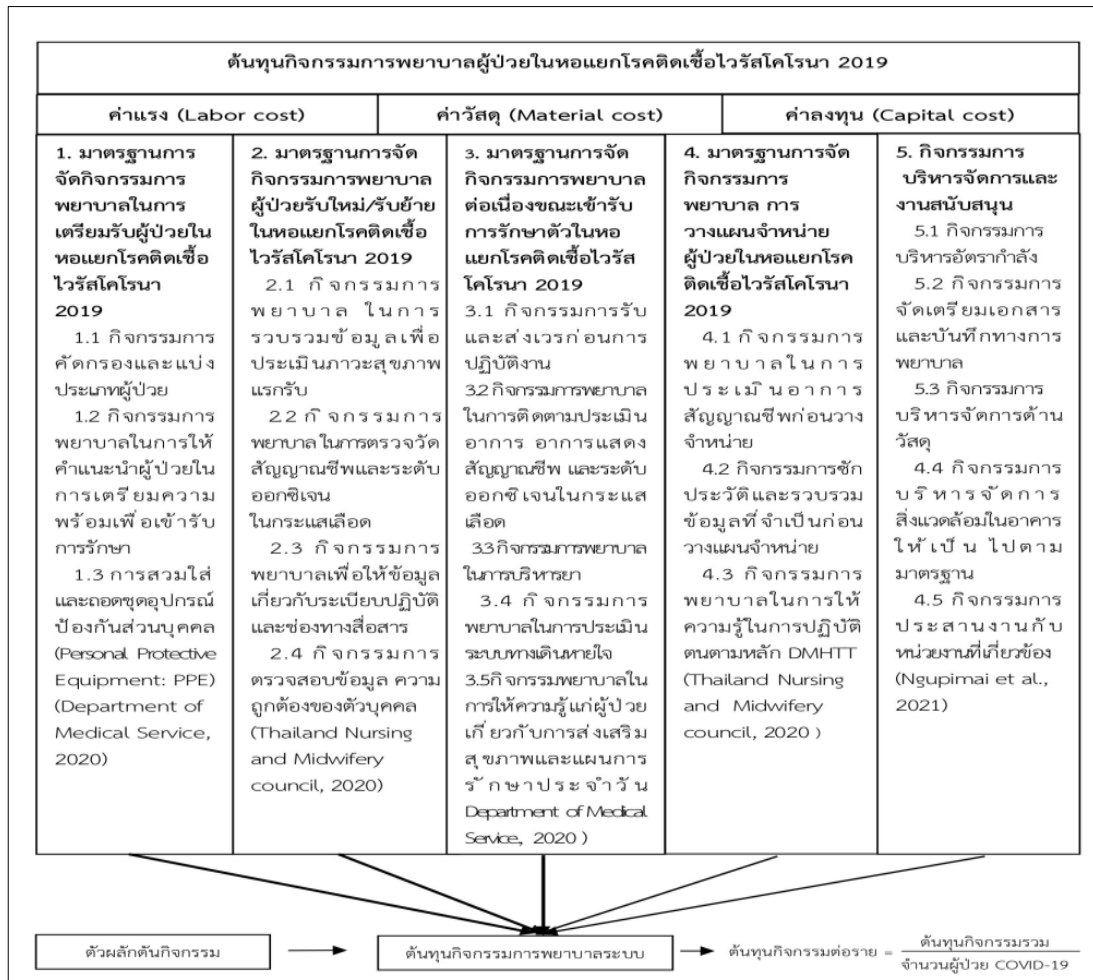 ต้นทุนกิจกรรมการพยาบาลผู้ป่วยในหอแยกโรคติดเชื้อไวรัสโคโรนา 2019
ค่าแรง (Labor cost)
ค่าวัสดุ (Material cost)
ค่าลงทุน (Capital cost)
1. มาตรฐานการ
จัดกิจกรรมการ
พยาบาลในการ
เตรียมรับผู้ป่วยใน
หอแยกโรคติดเชื้อ
ไวรัสโคโรนา
2019
1.1 กิจกรรมการ
คัดกรองและแบ่ง
ประเภทผู้ป่วย
1.2 กิจกรรมการ
พยาบาลในการให้
คำแนะนำผู้ป่วยใน
การเตรียมความ
พร้อมเพื่อเข้ารับ
การรักษา
1.3 การสวมใส่
และถอดชุดอุปกรณ์
ป้องกันส่วนบุคคล
(Personal Protective
Equipment: PPE)
(Department of
Medical Service,
2020)
2. มาตรฐานการจัด
กิจกรรมการพยาบาล
ผู้ป่วยรับใหม่/รับย้าย
ในหอแยกโรคติดเชื้อ
ไวรัสโคโรนา 2019
2.1 กิจกรรมการ
พยาบาล ในการ
รวบรวมข้อมูลเพื่อ
ประเมินภาวะสุขภาพ
แรกรับ
2.2 กิจกรรมการ
พยาบาลในการตรวจวัด
สัญญาณชีพและระดับ
ออกซิเจน
ในกระแสเลือด
2.3 กิจกรรมการ
พยาบาลเพื่อให้ข้อมูล
เกี่ยวกับระเบียบปฏิบัติ
และช่องทางสื่อสาร
2.4 กิจกรรมการ
ตรวจสอบข้อมูล ความ
ถูกต้องของตัวบุคคล
(Thailand Nursing
and Midwifery
council, 2020)
3. มาตรฐานการจัด
กิจกรรมการพยาบาล
ต่อเนื่องขณะเข้ารับ
การรักษาตัวในหอ
แยกโรคติดเชื้อไวรัส
โคโรนา 2019
3.1 กิจกรรมการรับ
และส่งเวรก่อนการ
ปฏิบัติงาน
3.2 กิจกรรมการพยาบาล
ในการติดตามประเมิน
อาการ อาการแสดง
สัญญาณชีพ และระดับ
ออกซิเจนในกระแส
เลือด
3.3 กิจกรรมการพยาบาล
ในการบริหารยา
3.4 กิจกรรมการ
พยาบาลในการประเมิน
ระบบทางเดินหายใจ
3.5กิจกรรมพยาบาลใน
การให้ความรู้แก่ผู้ป่วย
เกี่ยวกับการส่งเสริม
สุขภาพและแผนการ
รักษาประจำวัน
Department of Medical
Service, 2020 )
4. มาตรฐานการจัด
กิจกรรมการ
พยาบาล การ
วางแผนจำหน่าย
ผู้ป่วยในหอแยกโรค
ติดเชื้อไวรัสโคโรนา
2019
4.1 กิจกรรมการ
พยาบาลในการ
ประเมินอาการ
สัญญาณชีพก่อนวาง
จำหน่าย
4.2 กิจกรรมการซัก
ประวัติและรวบรวม
ข้อมูลที่จำเป็นก่อน
วางแผนจำหน่าย
4.3 กิจกรรมการ
พยาบาลในการให้
ความรู้ในการปฏิบัติ
ตนตามหลัก DMHTT
(Thailand Nursing
and Midwifery
council, 2020 )
5. กิจกรรมการ
บริหารจัดการและ
งานสนับสนุน
5.1 กิจกรรมการ
บริหารอัตรากำลัง
5.2 กิจกรรมการ
จัดเตรียมเอกสาร
และบันทึกทางการ
พยาบาล
5.3 กิจกรรมการ
บริหารจัดการด้าน
วัสดุ
4.4 กิจกรรมการ
บริหารจัดการ
สิ่งแวดล้อมในอาคาร
ให้เป็น ไปตาม
มาตรฐาน
4.5 กิจกรรมการ
ประสานงานกับ
หน่วยงานที่เกี่ยวข้อง
(Ngupimai et al.,
2021)
ตัวผลักดันกิจกรรม
ต้นทุนกิจกรรมการพยาบาลระบบ
ต้นทุนกิจกรรมต่อราย =
ต้นทุนกิจกรรมรวม
จำนวนผู้ป่วย COVID-19